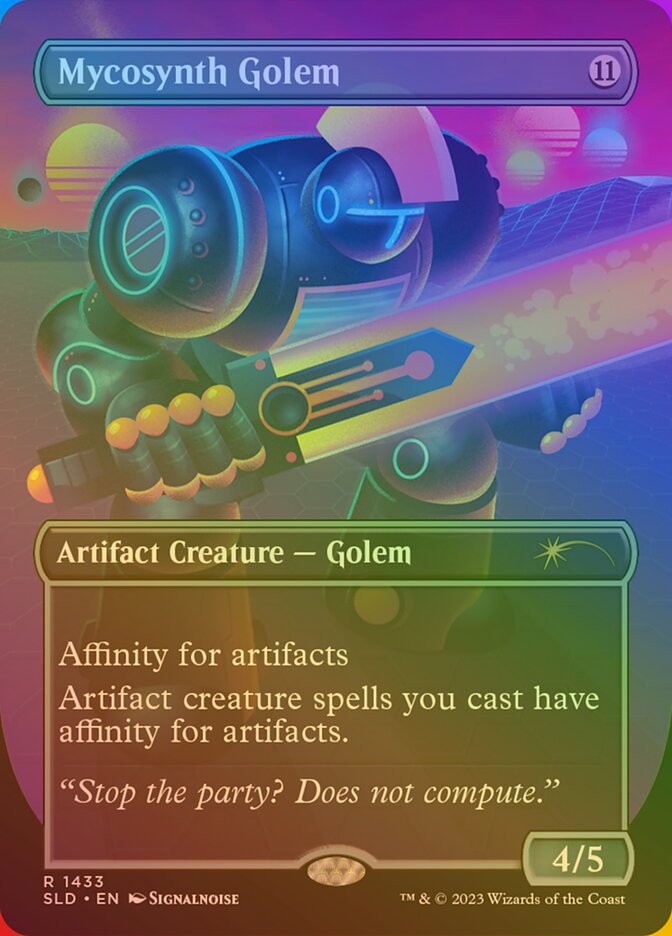 Mycosynth Golem 11
Artifact Creature — Golem
Affinity for artifacts
Artifact creature spells you cast have
affinity for artifacts.
“Stop the party? Does not compute.”
4/5
R 1433
SLD • EN SIGNALNOISE
™ & © 2023 Wizards of the Coast